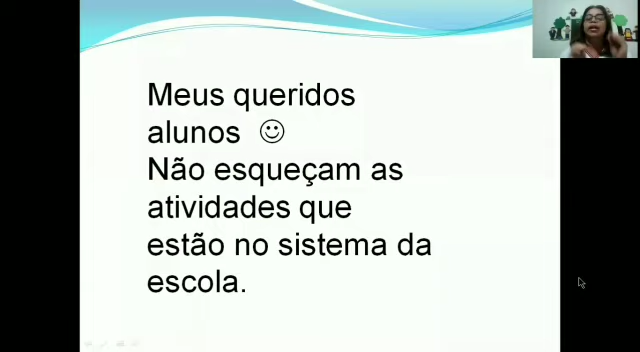 Meus queridos
alunos ☺
Não esqueçam as
atividades que
estão no sistema da
escola.